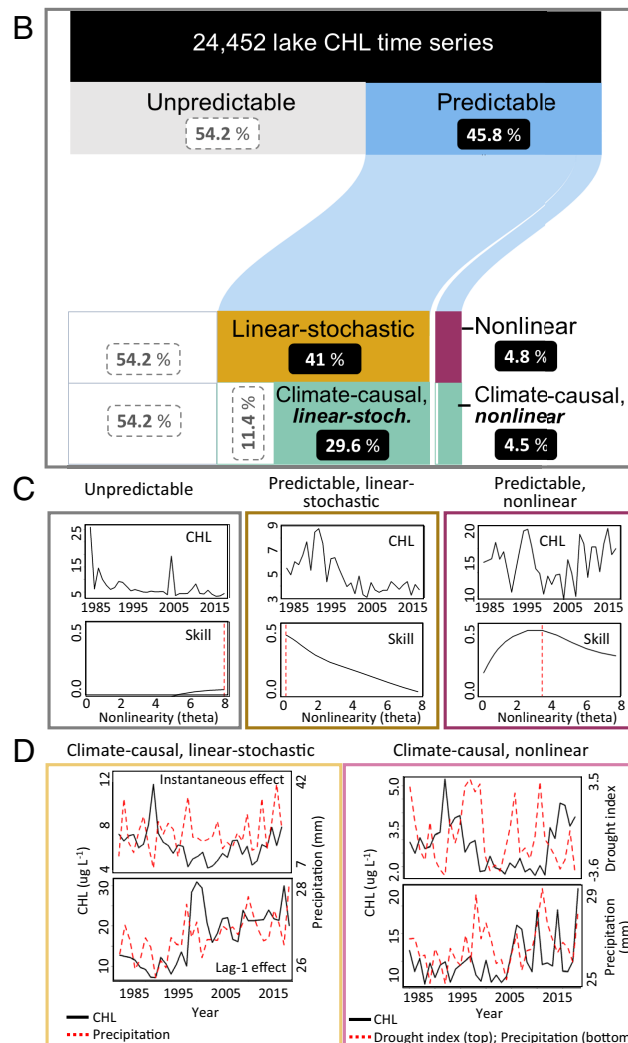 B
24,452 lake CHL time series
Unpredictable
54.2 %
Predictable
45.8 %
54.2 %
Linear-stochastic
41 %
Nonlinear
4.8 %
54.2 %
11.4 %
Climate-causal,
linear-stoch.
29.6 %
Climate-causal,
nonlinear
4.5 %
C
Unpredictable
Predictable, linear-
stochastic
Predictable,
nonlinear
25
15
5
CHL
1985 1995 2005 2015
0.5
0.0
Skill
0 2 4 6 8
Nonlinearity (theta)
9
7
5
3
CHL
1985 1995 2005 2015
0.5
0.0
Skill
0 2 4 6 8
Nonlinearity (theta)
20
15
10
CHL
1985 1995 2005 2015
0.5
0.0
Skill
0 2 4 6 8
Nonlinearity (theta)
D
Climate-causal, linear-stochastic
12
8
4
Instantaneous effect
42
7
CHL (ug L-1)
Precipitation (mm)
20
10
Lag-1 effect
28
26
1985 1995 2005 2015
Year
CHL
Precipitation
Climate-causal, nonlinear
5.0
3.5
2.0
3.5
-3.6
Drought index
CHL (ug L-1)
15
10
29
25
Precipitation
(mm)
1985 1995 2005 2015
Year
CHL
Drought index (top); Precipitation (bottom